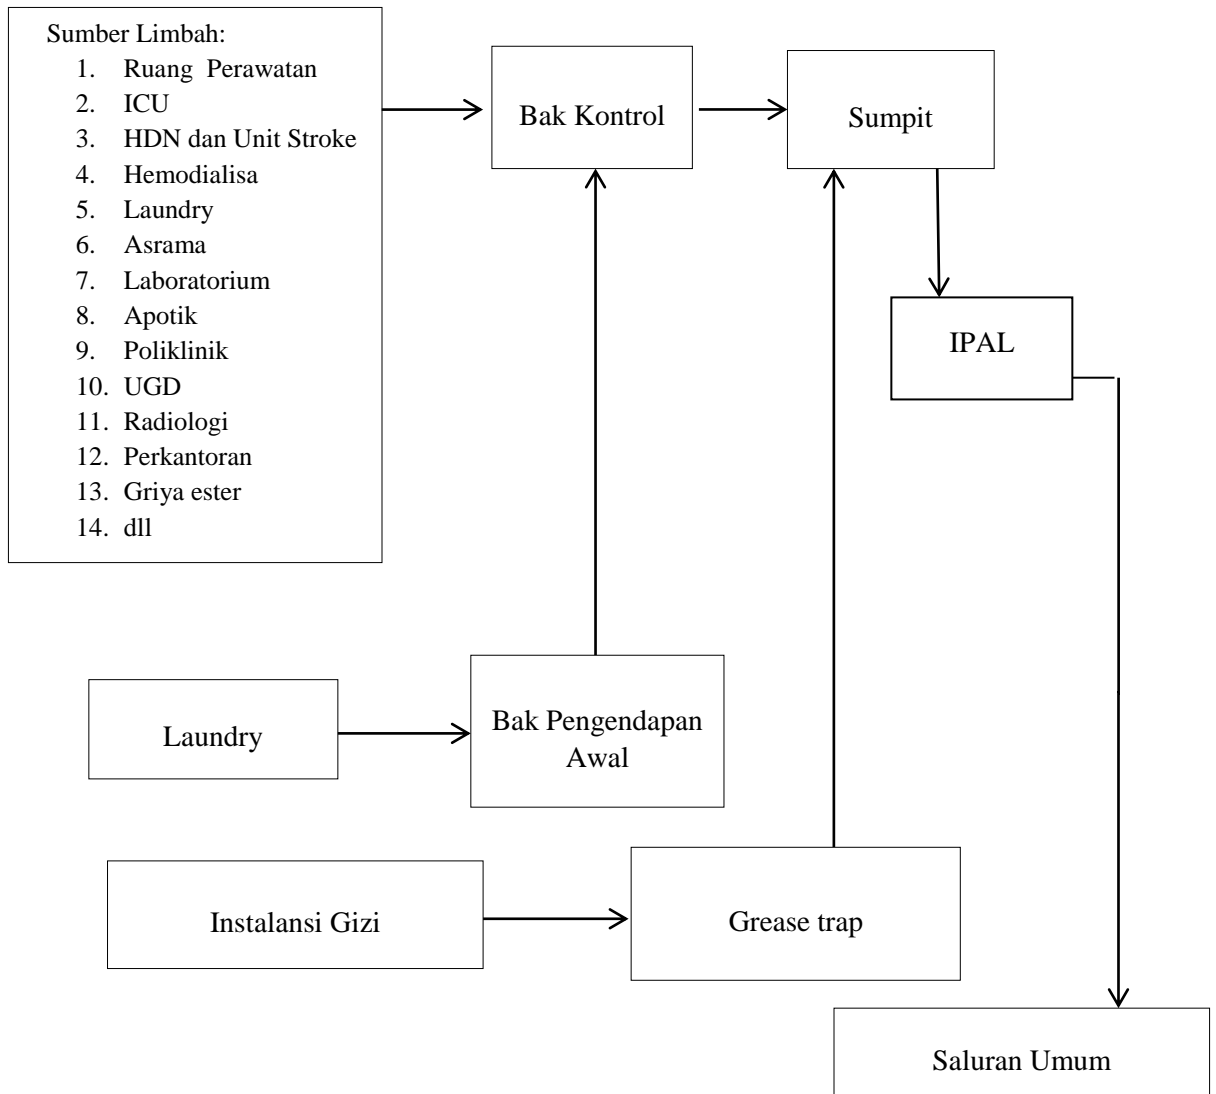 Sumber Limbah:
1. Ruang Perawatan
2. ICU
3. HDN dan Unit Stroke
4. Hemodialisa
5. Laundry
6. Asrama
7. Laboratorium
8. Apotik
9. Poliklinik
10. UGD
11. Radiologi
12. Perkantoran
13. Griya ester
14. dll
Bak Kontrol
Sumpit
IPAL
Laundry
Bak Pengendapan
Awal
Instalansi Gizi
Grease trap
Saluran Umum